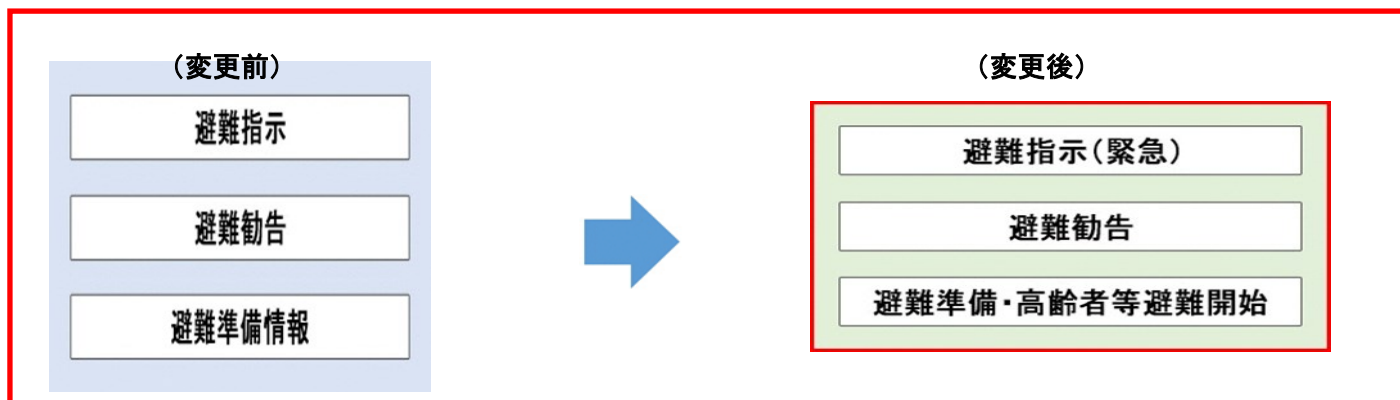 (変更前)
避難指示
避難勧告
避難準備情報
(変更後)
避難指示(緊急)
避難勧告
避難準備・高齢者等避難開始